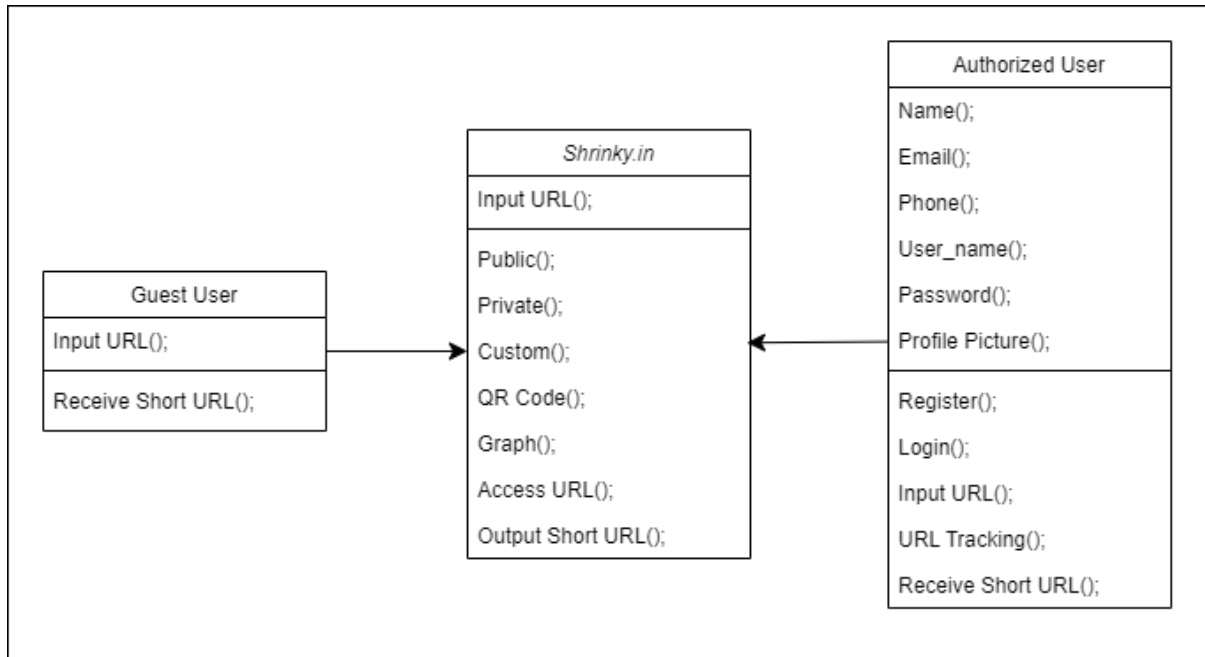 Guest User
Input URL();
Receive Short URL();
Shrinky.in
Input URL();
Public();
Private();
Custom();
QR Code();
Graph();
Access URL();
Output Short URL();
Authorized User
Name();
Email();
Phone();
User_name();
Password();
Profile Picture();
Register();
Login();
Input URL();
URL Tracking();
Receive Short URL();